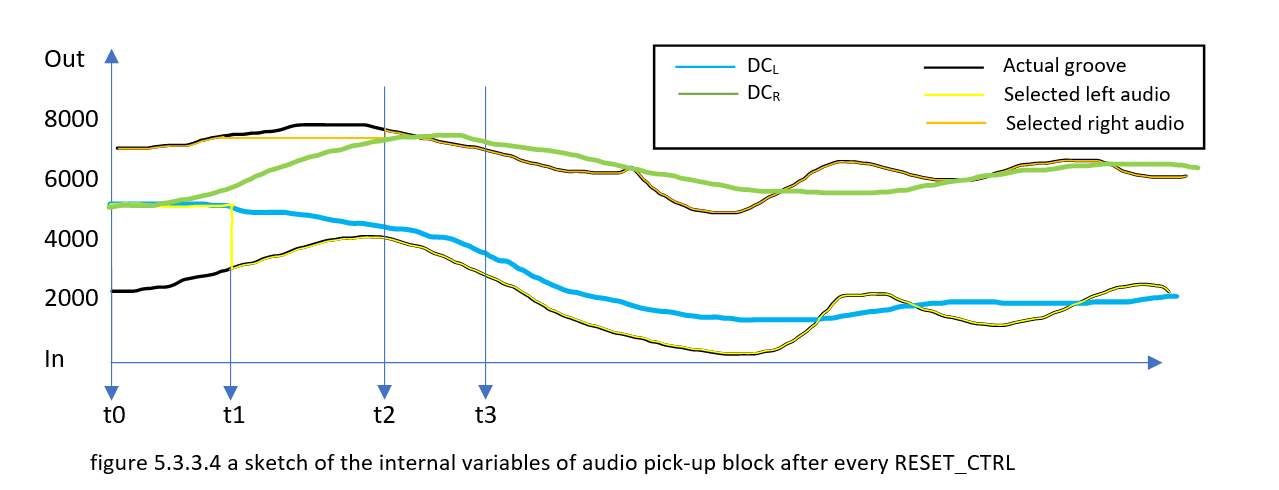 Out
8000
6000
4000
2000
In
DCL
DCR
Actual groove
Selected left audio
Selected right audio
t0 t1 t2 t3
figure 5.3.3.4 a sketch of the internal variables of audio pick-up block after every RESET_CTRL